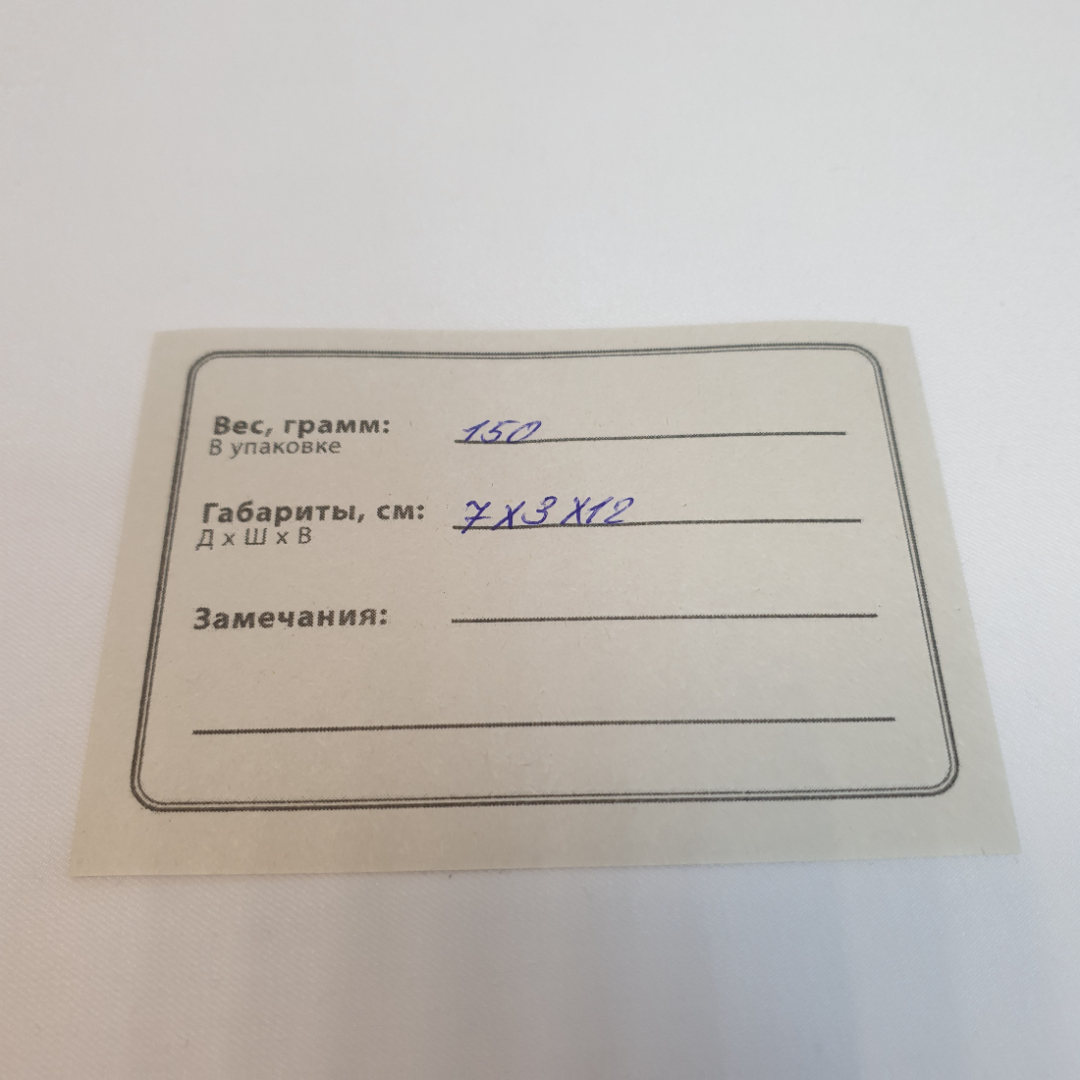 Вес, грамм: 150
В упаковке
Габариты, см: 7х3х12
Д х Ш х В
Замечания: